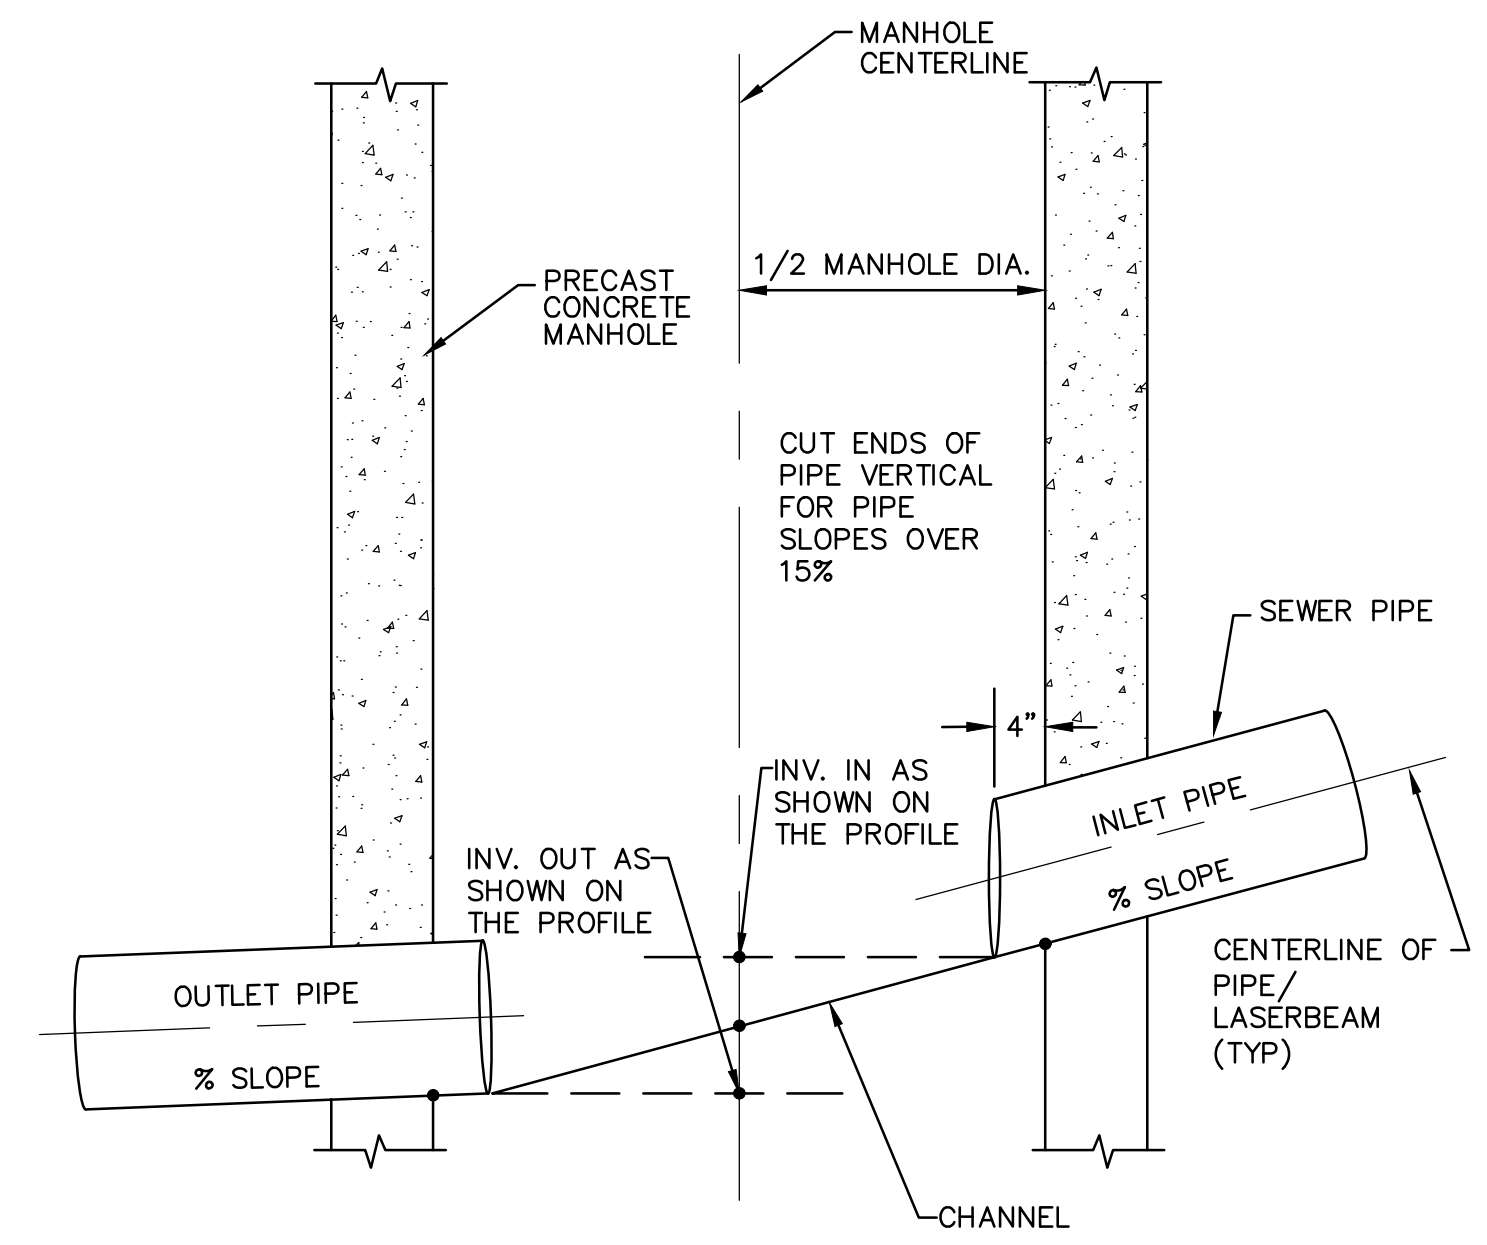 MANHOLE
CENTERLINE
1/2 MANHOLE DIA.
PRECAST
CONCRETE
MANHOLE
CUT ENDS OF
PIPE VERTICAL
FOR PIPE
SLOPES OVER
15%
SEWER PIPE
4"
INV. IN AS
SHOWN ON
THE PROFILE
INLET PIPE
% SLOPE
INV. OUT AS
SHOWN ON
THE PROFILE
OUTLET PIPE
% SLOPE
CENTERLINE OF
PIPE/
LASERBEAM
(TYP)
CHANNEL